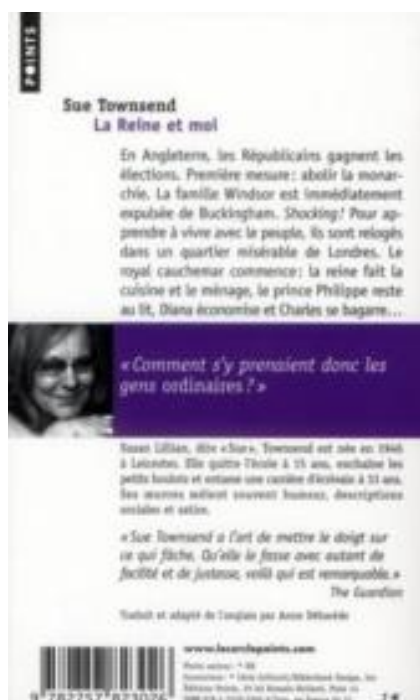 POINTS
Sue Townsend
La Reine et moi
En Angleterre, les Républicains gagnent les
élections. Première mesure : abolir la monar-
chie. La famille Windsor est immédiatement
expulsée de Buckingham. Shocking ! Pour ap-
prendre à vivre avec le peuple, ils sont relogés
dans un quartier misérable de Londres. Le
royal cauchemar commence : la reine fait la
cuisine et le ménage, le prince Philippe reste
au lit, Diana économise et Charles se bagarre...
« Comment s'y prenaient donc les
gens ordinaires ? »
Susan Lillian, dite « Sue », Townsend est née en 1946
à Leicester. Elle quitte l'école à 15 ans, enchaîne les
petits boulots et entame une carrière d'écrivain à 33 ans.
Ses œuvres mêlent souvent humour, descriptions
sociales et satire.
« Sue Townsend a l'art de mettre le doigt sur
ce qui fâche. Qu'elle le fasse avec autant de
facilité et de justesse, voilà qui est remarquable. »
The Guardian
Traduit et adapté de l'anglais par Anne
www.lecerclepoints.com